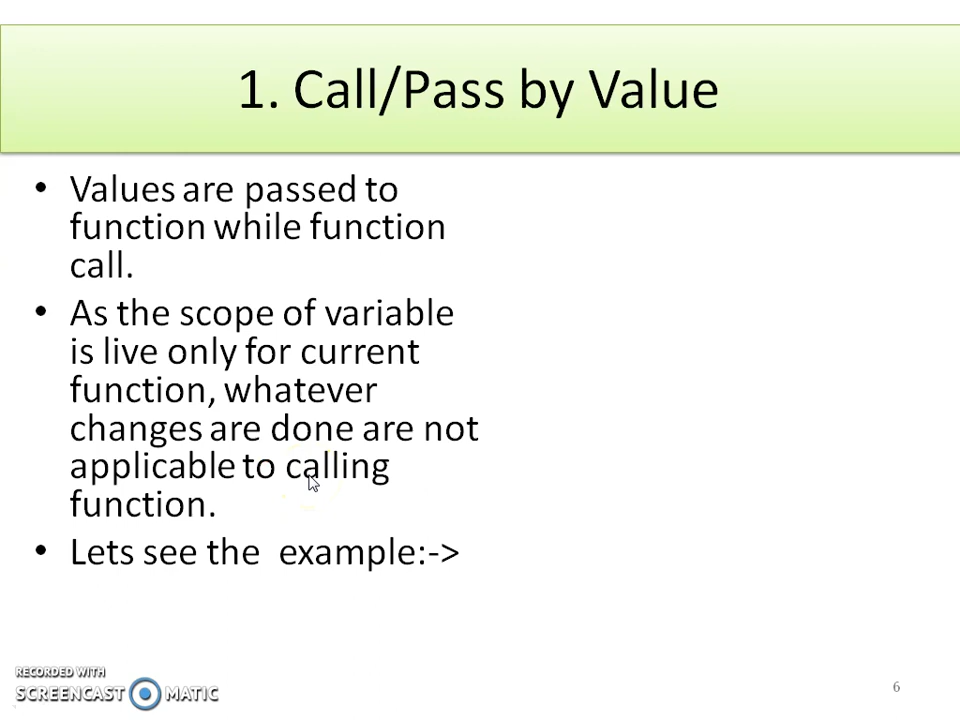 1. Call/Pass by Value
• Values are passed to
function while function
call.
• As the scope of variable
is live only for current
function, whatever
changes are done are not
applicable to calling
function.
• Lets see the  example:->
RECORDED WITH
SCREENCAST MATIC
6